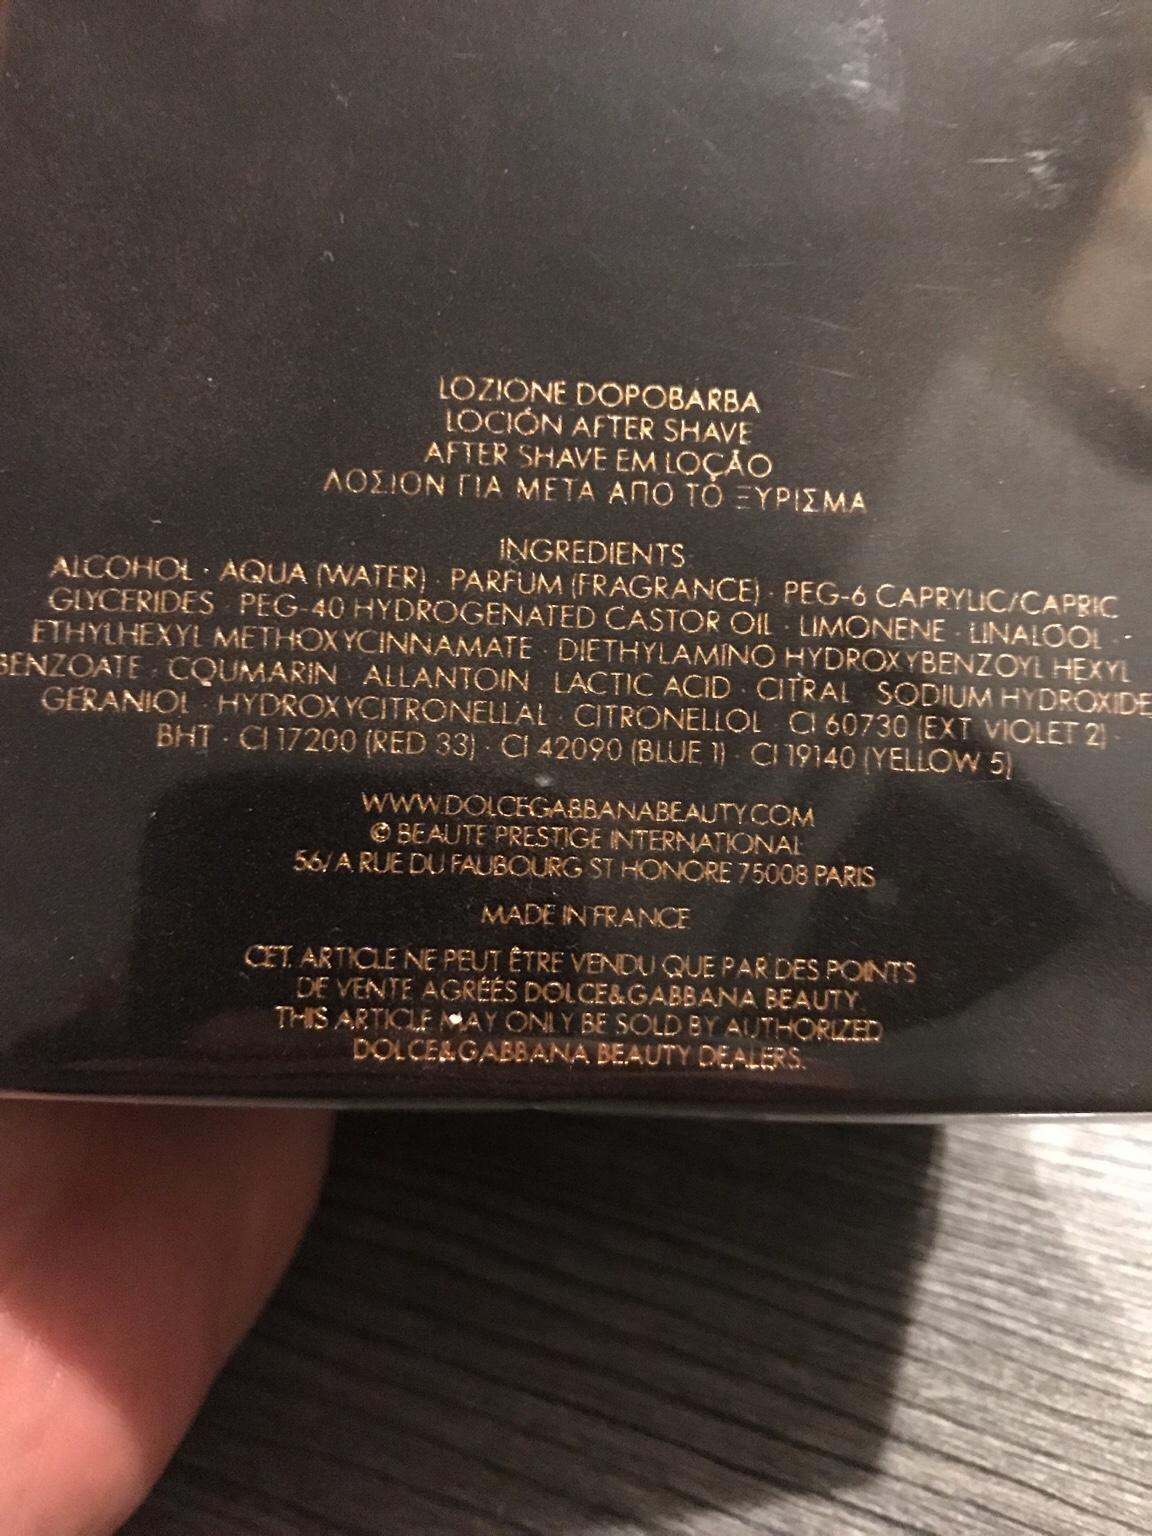 LOZIONE DOPOBARBA
LOCIÓN AFTER SHAVE
AFTER SHAVE EM LOÇÃO
ΛΟΣΙΟΝ ΓΙΑ ΜΕΤΑ ΑΠΟ ΤΟ ΞΥΡΙΣΜΑ
INGREDIENTS
ALCOHOL · AQUA (WATER) · PARFUM (FRAGRANCE) · PEG-6 CAPRYLIC/CAPRIC
GLYCERIDES · PEG-40 HYDROGENATED CASTOR OIL · LIMONENE · LINALOOL ·
ETHYLHEXYL METHOXYCINNAMATE · DIETHYLAMINO HYDROXYBENZOYL HEXYL
BENZOATE · COUMARIN · ALLANTOIN · LACTIC ACID · CITRAL · SODIUM HYDROXIDE
GERANIOL · HYDROXYCITRONELLAL · CITRONELLOL · CI 60730 (EXT. VIOLET 2) ·
BHT · CI 17200 (RED 33) · CI 42090 (BLUE 1) · CI 19140 (YELLOW 5)
WWW.DOLCEGABBANABEAUTY.COM
© BEAUTE PRESTIGE INTERNATIONAL
56/A RUE DU FAUBOURG ST HONORE 75008 PARIS
MADE IN FRANCE
CET ARTICLE NE PEUT ÊTRE VENDU QUE PAR DES POINTS
DE VENTE AGRÉÉS DOLCE&GABBANA BEAUTY.
THIS ARTICLE MAY ONLY BE SOLD BY AUTHORIZED
DOLCE&GABBANA BEAUTY DEALERS.